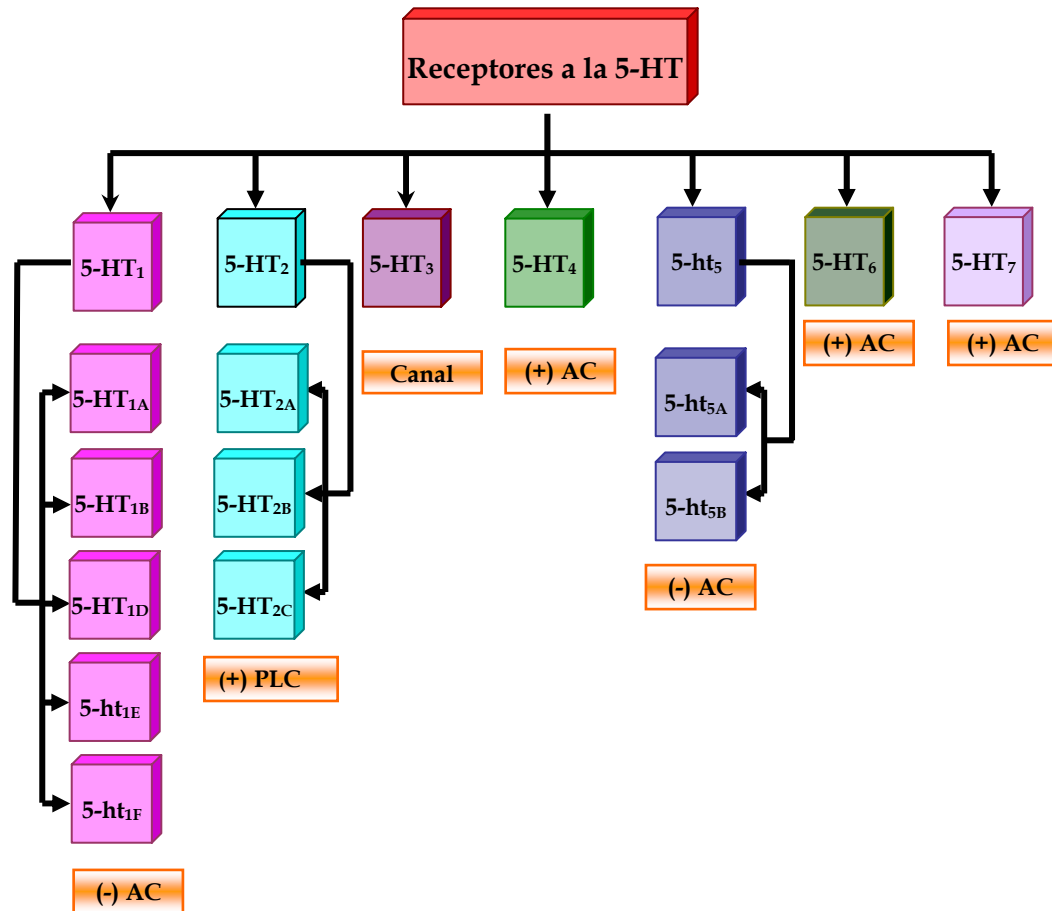 Receptores a la 5-HT
5-HT₁
5-HT₂
5-HT₃
5-HT₄
5-ht₅
5-HT₆
5-HT₇
(+) AC
(+) AC
Canal
(+) AC
5-HT₁A
5-HT₂A
5-ht₅A
5-HT₁B
5-HT₂B
5-ht₅B
5-HT₁D
5-HT₂C
(-) AC
(+) PLC
5-ht₁E
5-ht₁F
(-) AC